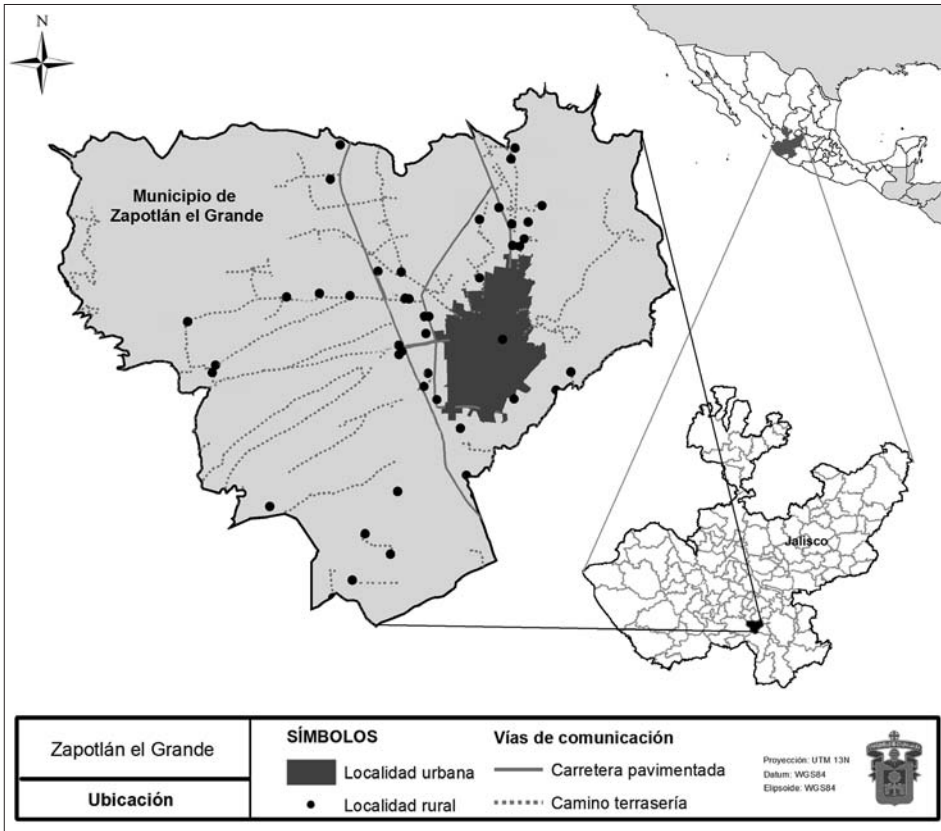 N
Municipio de
Zapotlán el Grande
Jalisco
Zapotlán el Grande
Ubicación
SÍMBOLOS
Localidad urbana
Localidad rural
Vías de comunicación
Carretera pavimentada
Camino terrasería
Proyección: UTM 13N
Datum: WGS84
Elipsoide: WGS84